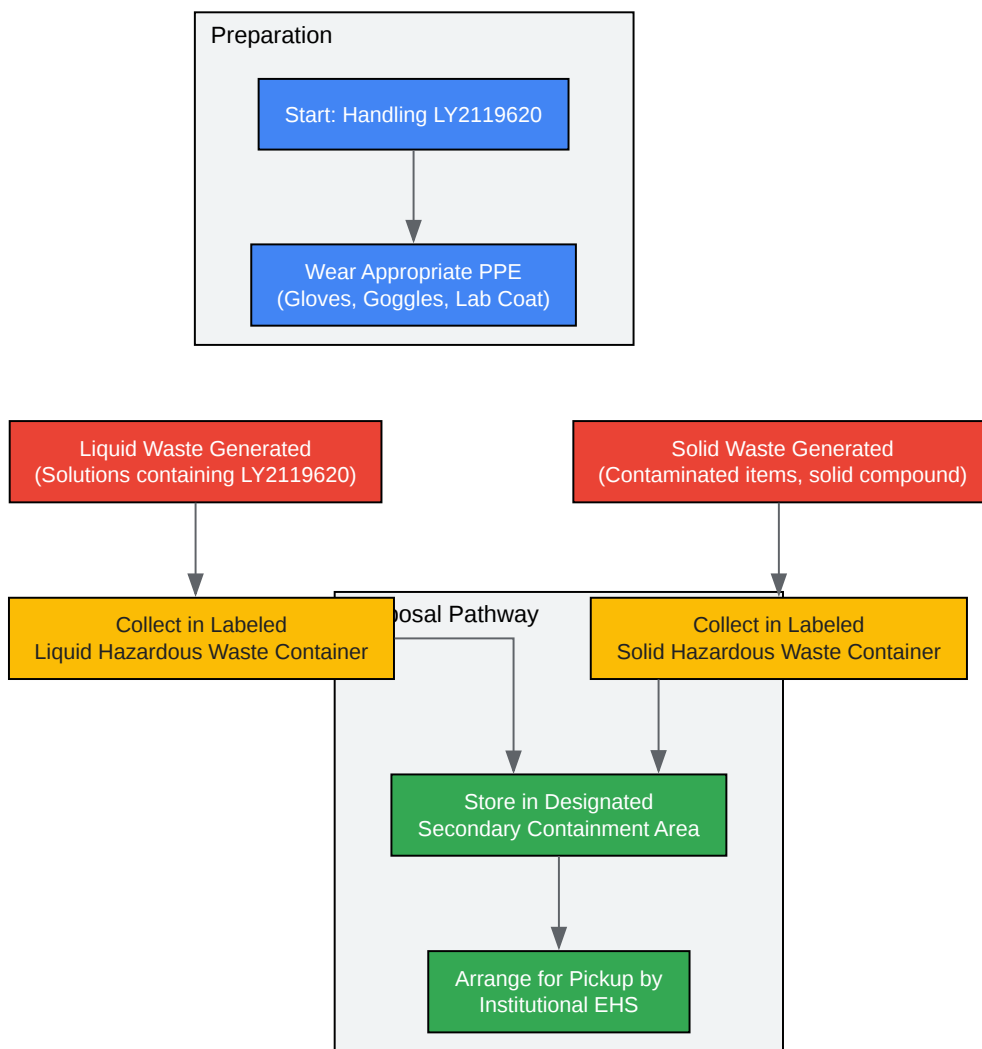 Preparation
Start: Handling LY2119620
Wear Appropriate PPE
(Gloves, Goggles, Lab Coat)
Liquid Waste Generated
(Solutions containing LY2119620)
Solid Waste Generated
(Contaminated items, solid compound)
Collect in Labeled
Liquid Hazardous Waste Container
posal Pathway
Collect in Labeled
Solid Hazardous Waste Container
Store in Designated
Secondary Containment Area
Arrange for Pickup by
Institutional EHS